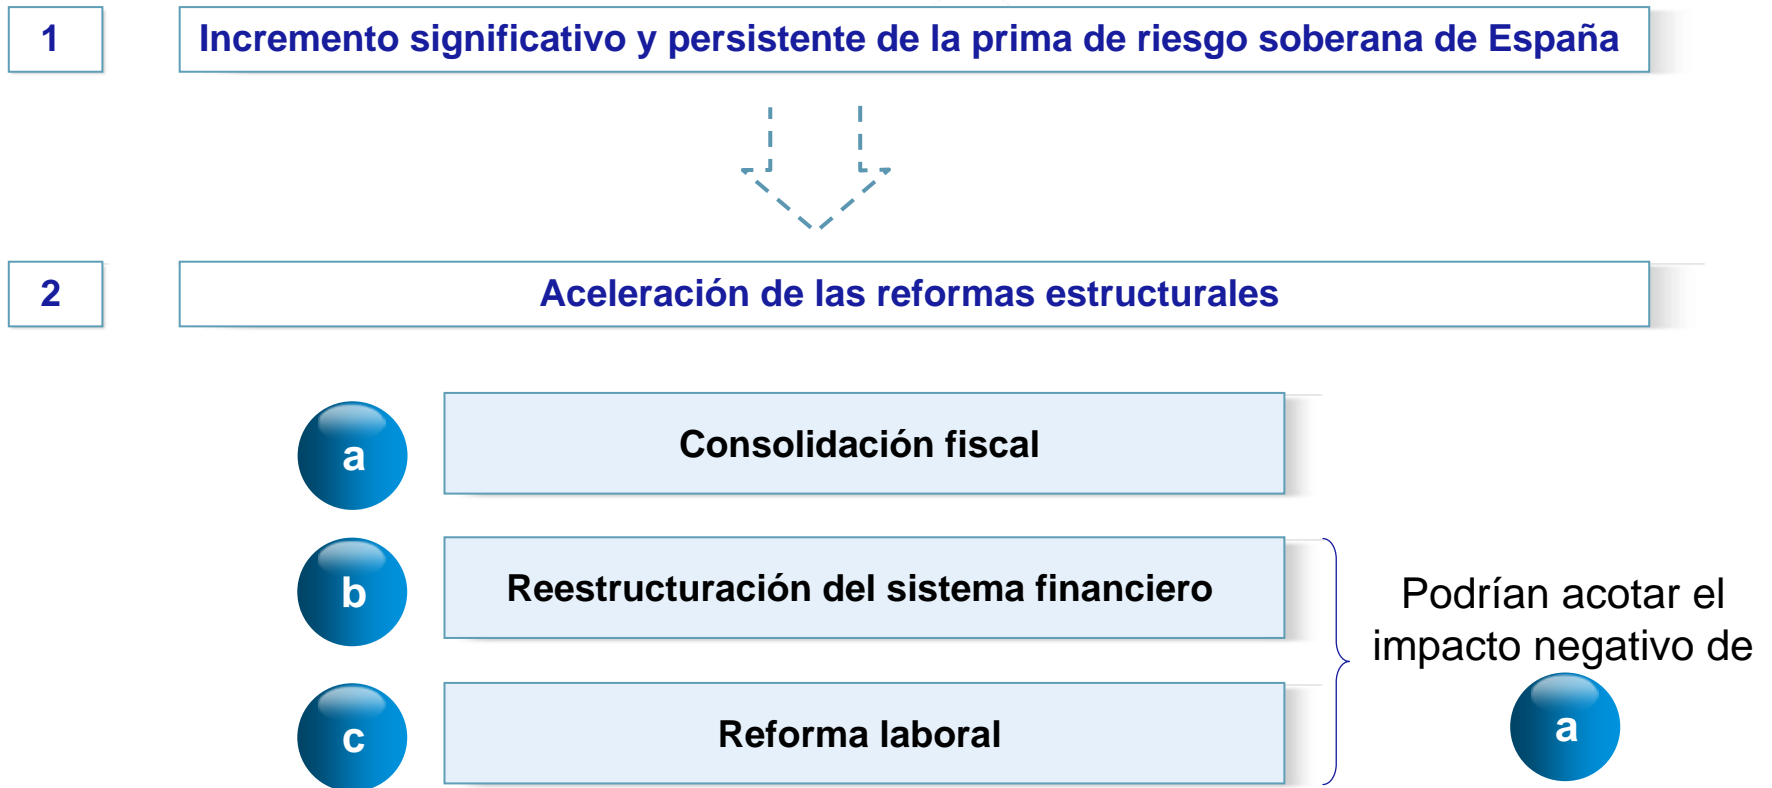 1
Incremento significativo y persistente de la prima de riesgo soberana de España
2
Aceleración de las reformas estructurales
a
Consolidación fiscal
b
Reestructuración del sistema financiero
c
Reforma laboral
Podrían acotar el
impacto negativo de
a